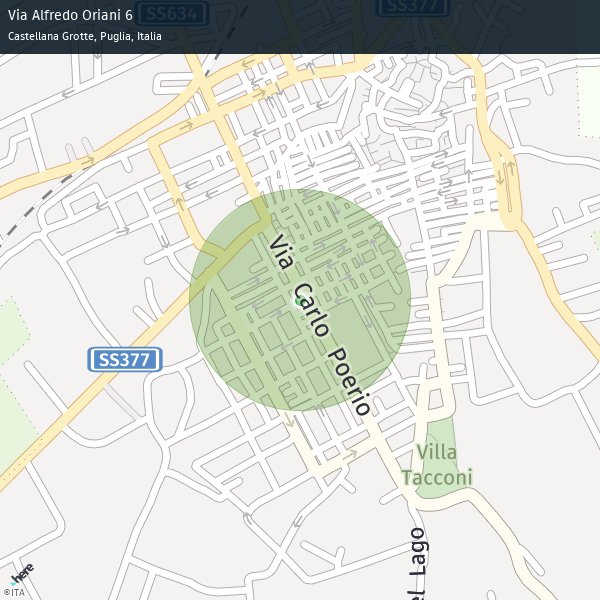 Via Alfredo Oriani 6
Castellana Grotte, Puglia, Italia
SS634
SS377
Via Carlo Poerio
SS377
Villa
Tacconi
el Lago
here
©ITA